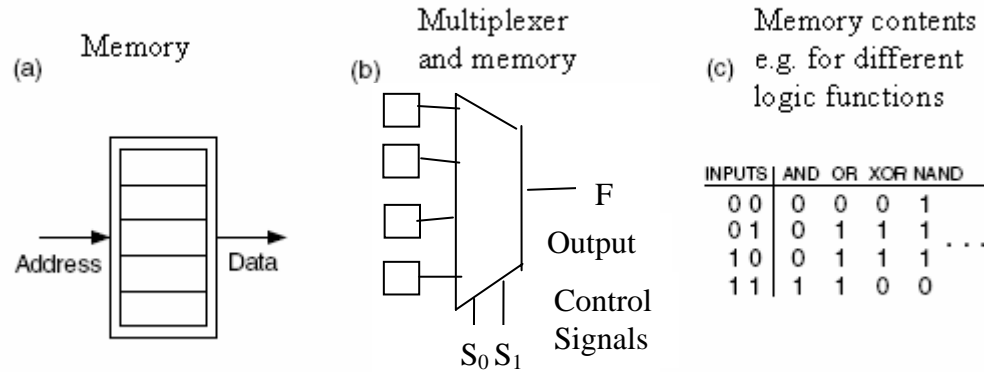 (a) Memory
Address
Data
(b) Multiplexer
and memory
F
Output
Control
Signals
S₀ S₁
(c) Memory contents
e.g. for different
logic functions
INPUTS AND OR XOR NAND
0 0 0 0 0 1
0 1 0 1 1 1
1 0 0 1 1 1
1 1 1 1 0 0
. . .